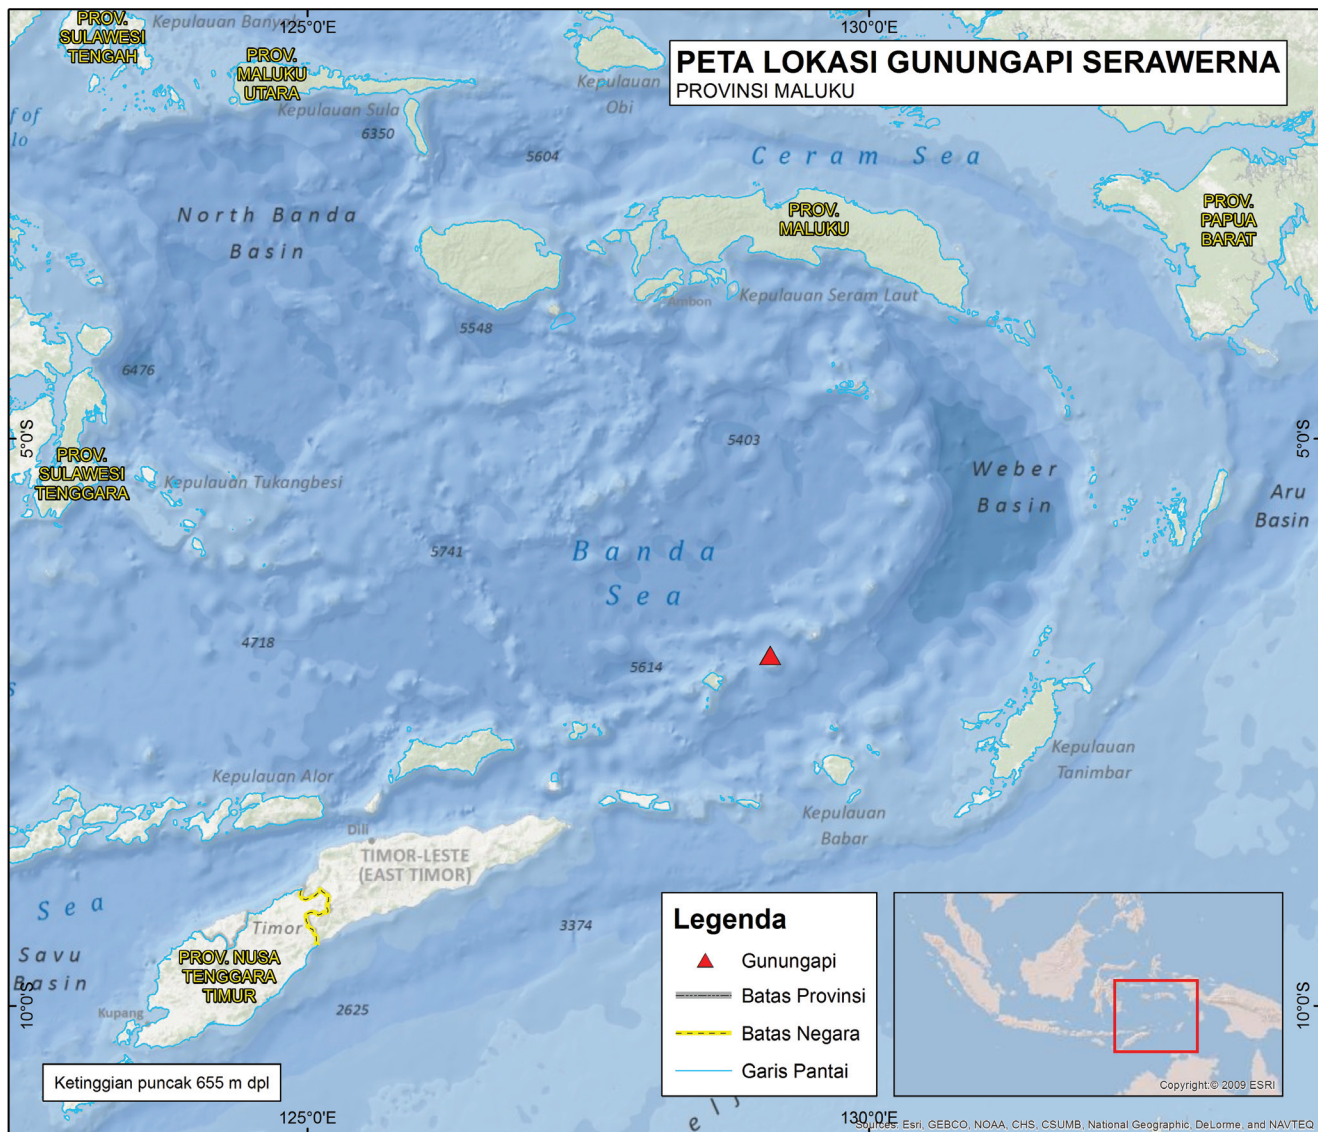 PETA LOKASI GUNUNGAPI SERAWERNA
PROVINSI MALUKU
125°0'E
130°0'E
Kepulauan Banyak
PROV.
SULAWESI
TENGAH
PROV.
MALUKU
UTARA
Kepulauan Sula
Kepulauan
Obi
6350
5604
Ceram Sea
North Banda
Basin
PROV.
MALUKU
PROV.
PAPUA
BARAT
Ambon
Kepulauan Seram Laut
5548
6476
5°0'S
5°0'S
5403
PROV.
SULAWESI
TENGGARA
Kepulauan Tukangbesi
Weber
Basin
Aru
Basin
5741
Banda
Sea
4718
5614
Kepulauan
Tanimbar
Kepulauan Alor
Kepulauan
Babar
Dili
TIMOR-LESTE
(EAST TIMOR)
Sea
Savu
Basin
Timor
3374
PROV. NUSA
TENGGARA
TIMUR
Kupang
2625
10°0'S
10°0'S
Ketinggian puncak 655 m dpl
Legenda
Gunungapi
Batas Provinsi
Batas Negara
Garis Pantai
Copyright:© 2009 ESRI
125°0'E
130°0'E
Sources: Esri, GEBCO, NOAA, CHS, CSUMB, National Geographic, DeLorme, and NAVTEQ